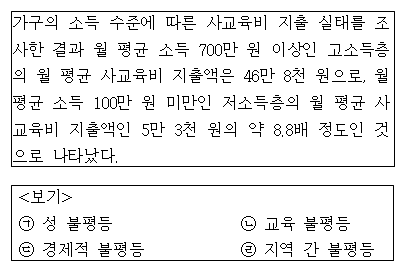 가구의 소득 수준에 따른 사교육비 지출 실태를 조
사한 결과 월 평균 소득 700만 원 이상인 고소득층
의 월 평균 사교육비 지출액은 46만 8천 원으로, 월
평균 소득 100만 원 미만인 저소득층의 월 평균 사
교육비 지출액인 5만 3천 원의 약 8.8배 정도인 것
으로 나타났다.
<보기>
㉠ 성 불평등 ㉡ 교육 불평등
㉢ 경제적 불평등 ㉣ 지역 간 불평등